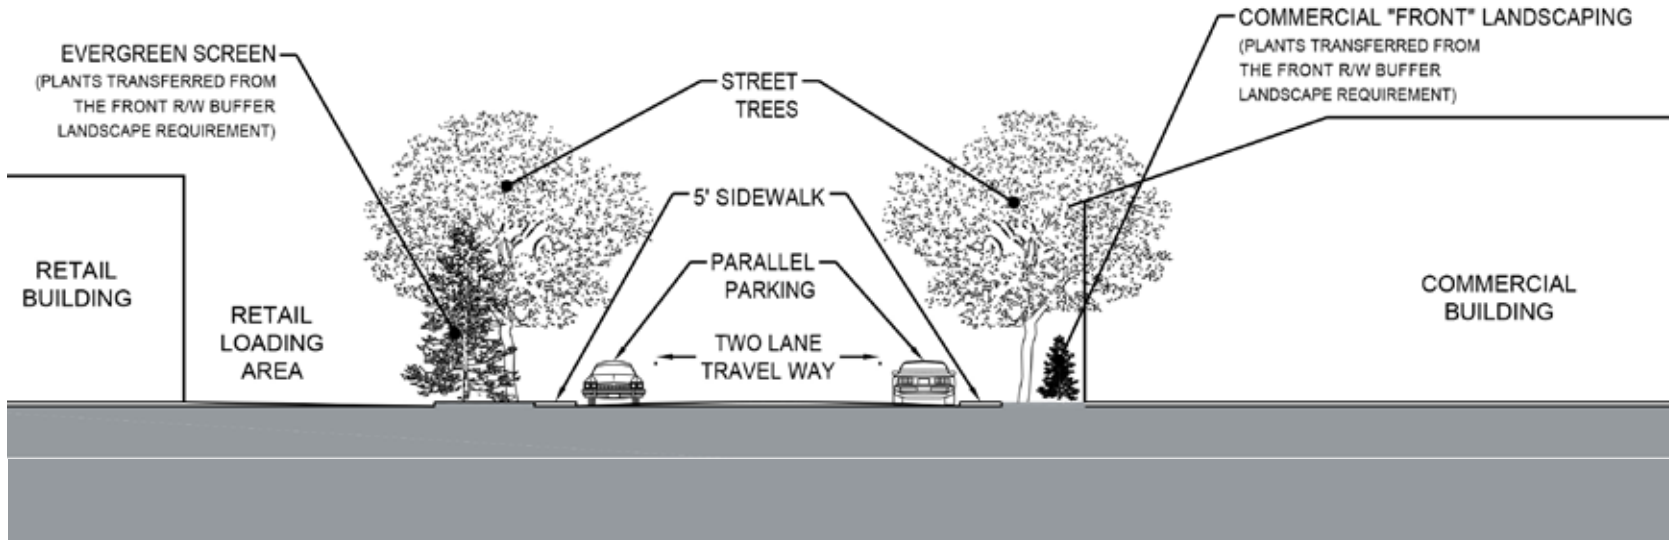 EVERGREEN SCREEN
(PLANTS TRANSFERRED FROM
THE FRONT R/W BUFFER
LANDSCAPE REQUIREMENT)
STREET
TREES
COMMERCIAL "FRONT" LANDSCAPING
(PLANTS TRANSFERRED FROM
THE FRONT R/W BUFFER
LANDSCAPE REQUIREMENT)
5' SIDEWALK
PARALLEL
PARKING
TWO LANE
TRAVEL WAY
RETAIL
BUILDING
RETAIL
LOADING
AREA
COMMERCIAL
BUILDING